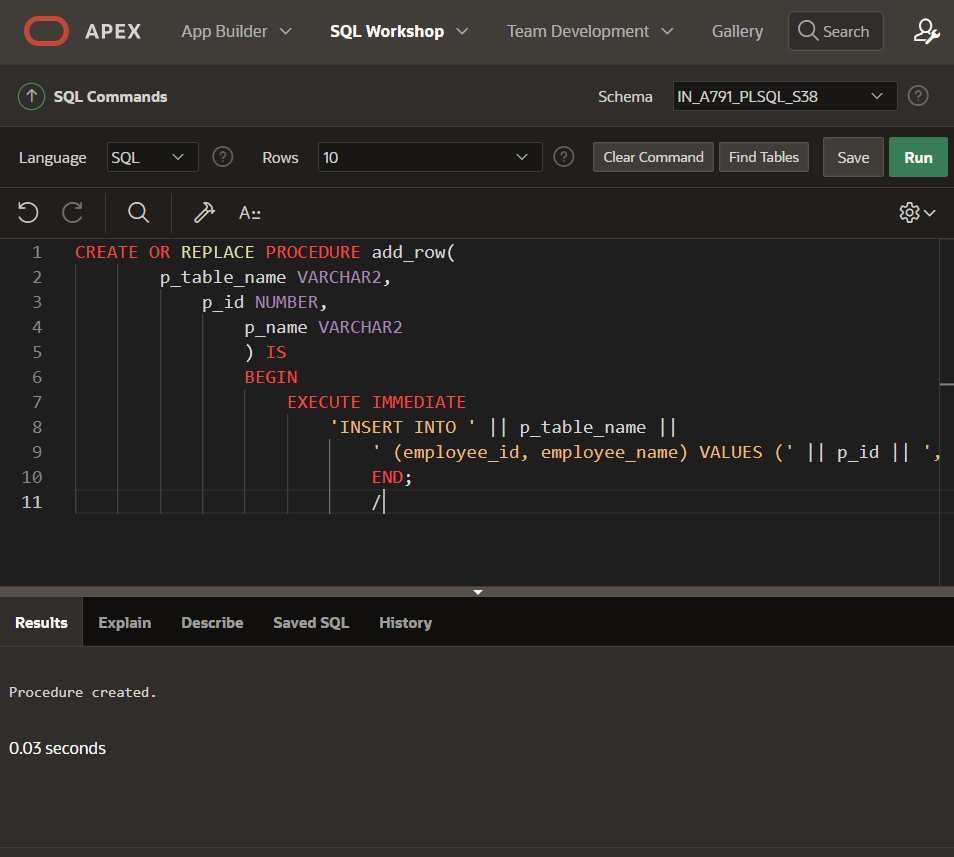 APEX App Builder SQL Workshop Team Development Gallery Search
SQL Commands Schema IN_A791_PLSQL_S38 ?
Language SQL ? Rows 10 ? Clear Command Find Tables Save Run
A::
1 CREATE OR REPLACE PROCEDURE add_row(
2 p_table_name VARCHAR2,
3 p_id NUMBER,
4 p_name VARCHAR2
5 ) IS
6 BEGIN
7 EXECUTE IMMEDIATE
8 'INSERT INTO ' || p_table_name ||
9 ' (employee_id, employee_name) VALUES (' || p_id || ',
10 END;
11 /
Results Explain Describe Saved SQL History
Procedure created.
0.03 seconds